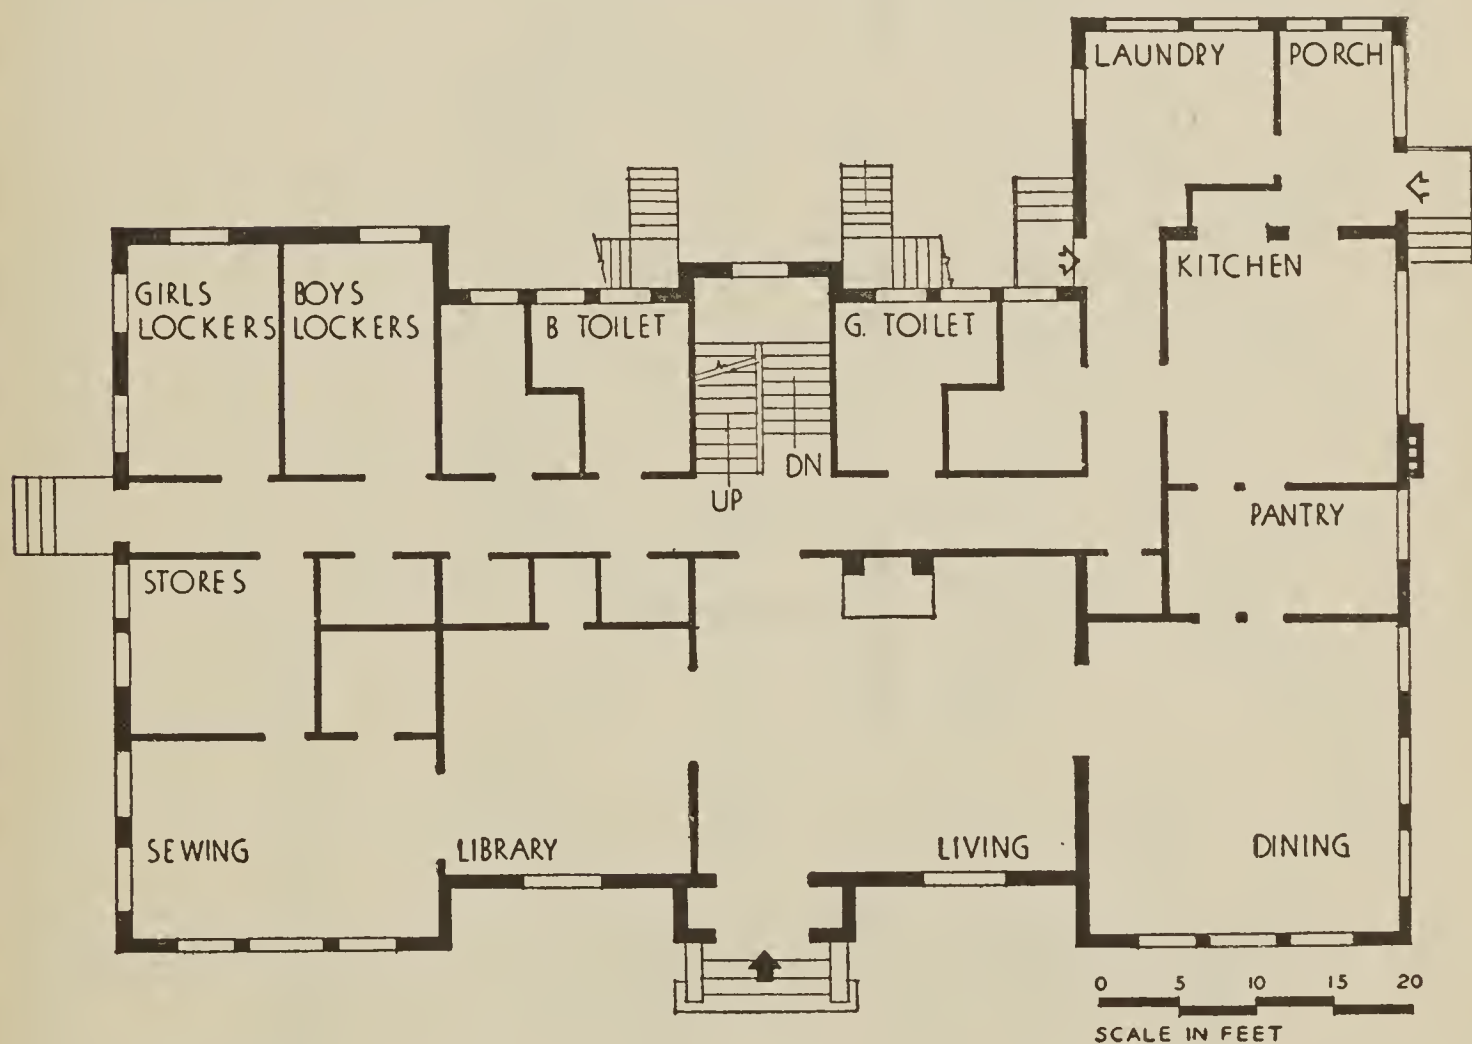 LAUNDRY
PORCH
KITCHEN
GIRLS
LOCKERS
BOYS
LOCKERS
B TOILET
G. TOILET
DN
UP
PANTRY
STORES
SEWING
LIBRARY
LIVING
DINING
0 5 10 15 20
SCALE IN FEET